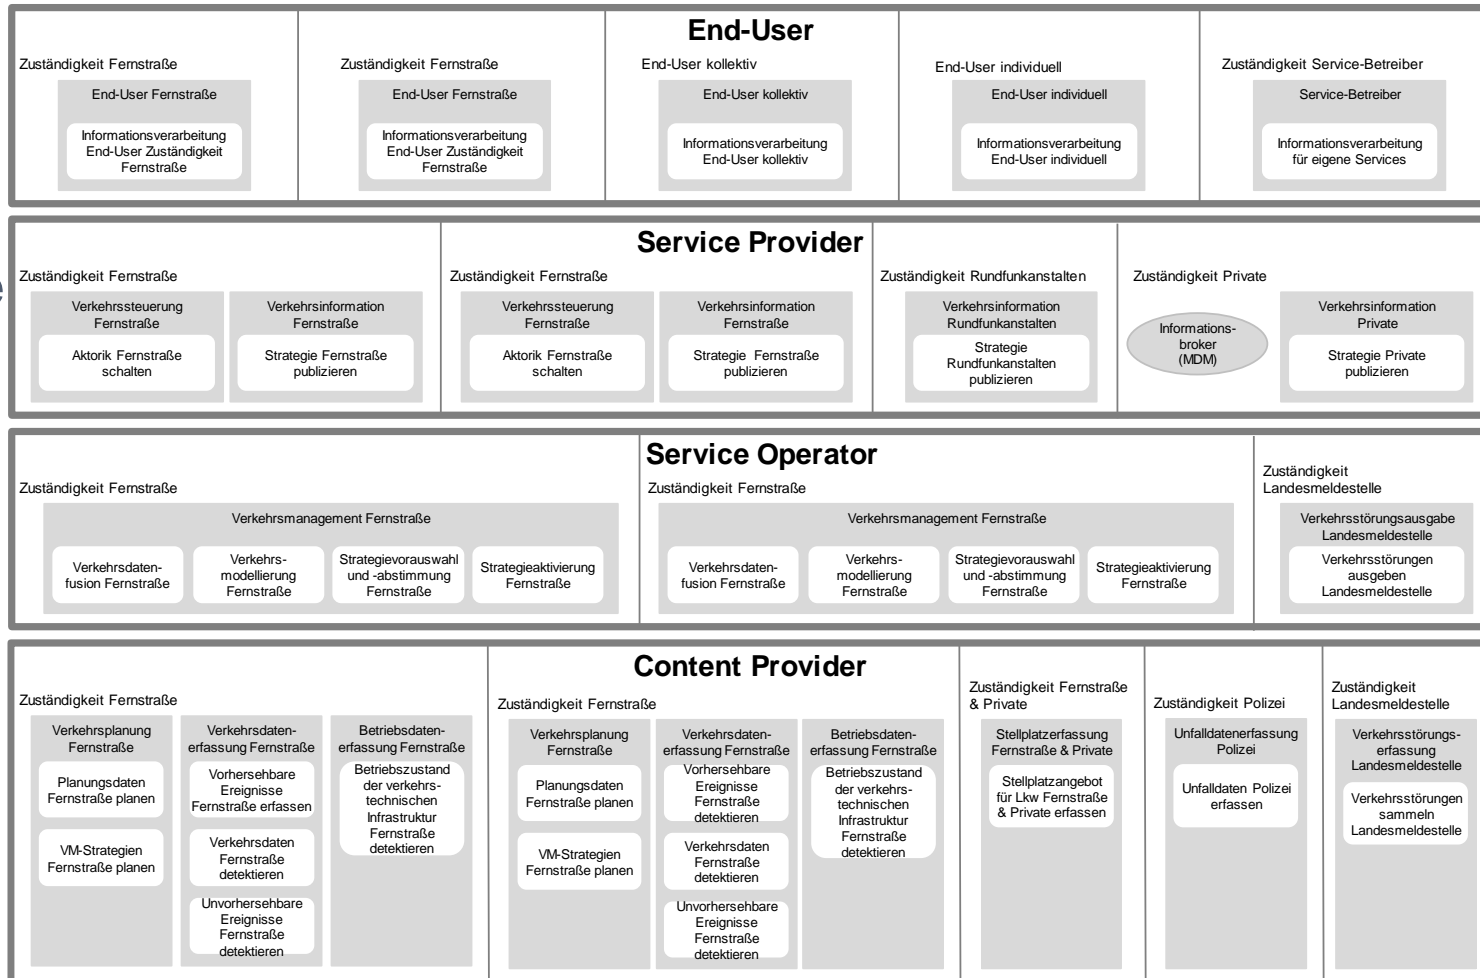 End-User
Zuständigkeit Fernstraße
End-User Fernstraße
Informationsverarbeitung
End-User Zuständigkeit
Fernstraße
Zuständigkeit Fernstraße
End-User Fernstraße
Informationsverarbeitung
End-User Zuständigkeit
Fernstraße
End-User kollektiv
End-User kollektiv
Informationsverarbeitung
End-User kollektiv
End-User individuell
End-User individuell
Informationsverarbeitung
End-User individuell
Zuständigkeit Service-Betreiber
Service-Betreiber
Informationsverarbeitung
für eigene Services
e
Service Provider
Zuständigkeit Fernstraße
Verkehrssteuerung
Fernstraße
Aktorik Fernstraße
schalten
Verkehrsinformation
Fernstraße
Strategie Fernstraße
publizieren
Zuständigkeit Fernstraße
Verkehrssteuerung
Fernstraße
Aktorik Fernstraße
schalten
Verkehrsinformation
Fernstraße
Strategie Fernstraße
publizieren
Zuständigkeit Rundfunkanstalten
Verkehrsinformation
Rundfunkanstalten
Strategie
Rundfunkanstalten
publizieren
Zuständigkeit Private
Informations-
broker
(MDM)
Verkehrsinformation
Private
Strategie Private
publizieren
Service Operator
Zuständigkeit Fernstraße
Verkehrsmanagement Fernstraße
Verkehrsdaten-
fusion Fernstraße
Verkehrs-
modellierung
Fernstraße
Strategievorauswahl
und -abstimmung
Fernstraße
Strategieaktivierung
Fernstraße
Zuständigkeit Fernstraße
Verkehrsmanagement Fernstraße
Verkehrsdaten-
fusion Fernstraße
Verkehrs-
modellierung
Fernstraße
Strategievorauswahl
und -abstimmung
Fernstraße
Strategieaktivierung
Fernstraße
Zuständigkeit
Landesmeldestelle
Verkehrsstörungsausgabe
Landesmeldestelle
Verkehrsstörungen
ausgeben
Landesmeldestelle
Content Provider
Zuständigkeit Fernstraße
Verkehrsplanung
Fernstraße
Planungsdaten
Fernstraße planen
VM-Strategien
Fernstraße planen
Verkehrsdaten-
erfassung Fernstraße
Vorhersehbare
Ereignisse
Fernstraße erfassen
Verkehrsdaten
Fernstraße
detektieren
Unvorhersehbare
Ereignisse
Fernstraße
detektieren
Betriebsdaten-
erfassung Fernstraße
Betriebszustand
der verkehrs-
technischen
Infrastruktur
Fernstraße
detektieren
Zuständigkeit Fernstraße
Verkehrsplanung
Fernstraße
Planungsdaten
Fernstraße planen
VM-Strategien
Fernstraße planen
Verkehrsdaten-
erfassung Fernstraße
Vorhersehbare
Ereignisse
Fernstraße
detektieren
Verkehrsdaten
Fernstraße
detektieren
Unvorhersehbare
Ereignisse
Fernstraße
detektieren
Betriebsdaten-
erfassung Fernstraße
Betriebszustand
der verkehrs-
technischen
Infrastruktur
Fernstraße
detektieren
Zuständigkeit Fernstraße
& Private
Stellplatzerfassung
Fernstraße & Private
Stellplatzangebot
für Lkw Fernstraße
& Private erfassen
Zuständigkeit Polizei
Unfalldatenerfassung
Polizei
Unfalldaten Polizei
erfassen
Zuständigkeit
Landesmeldestelle
Verkehrsstörungs-
erfassung
Landesmeldestelle
Verkehrsstörungen
sammeln
Landesmeldestelle